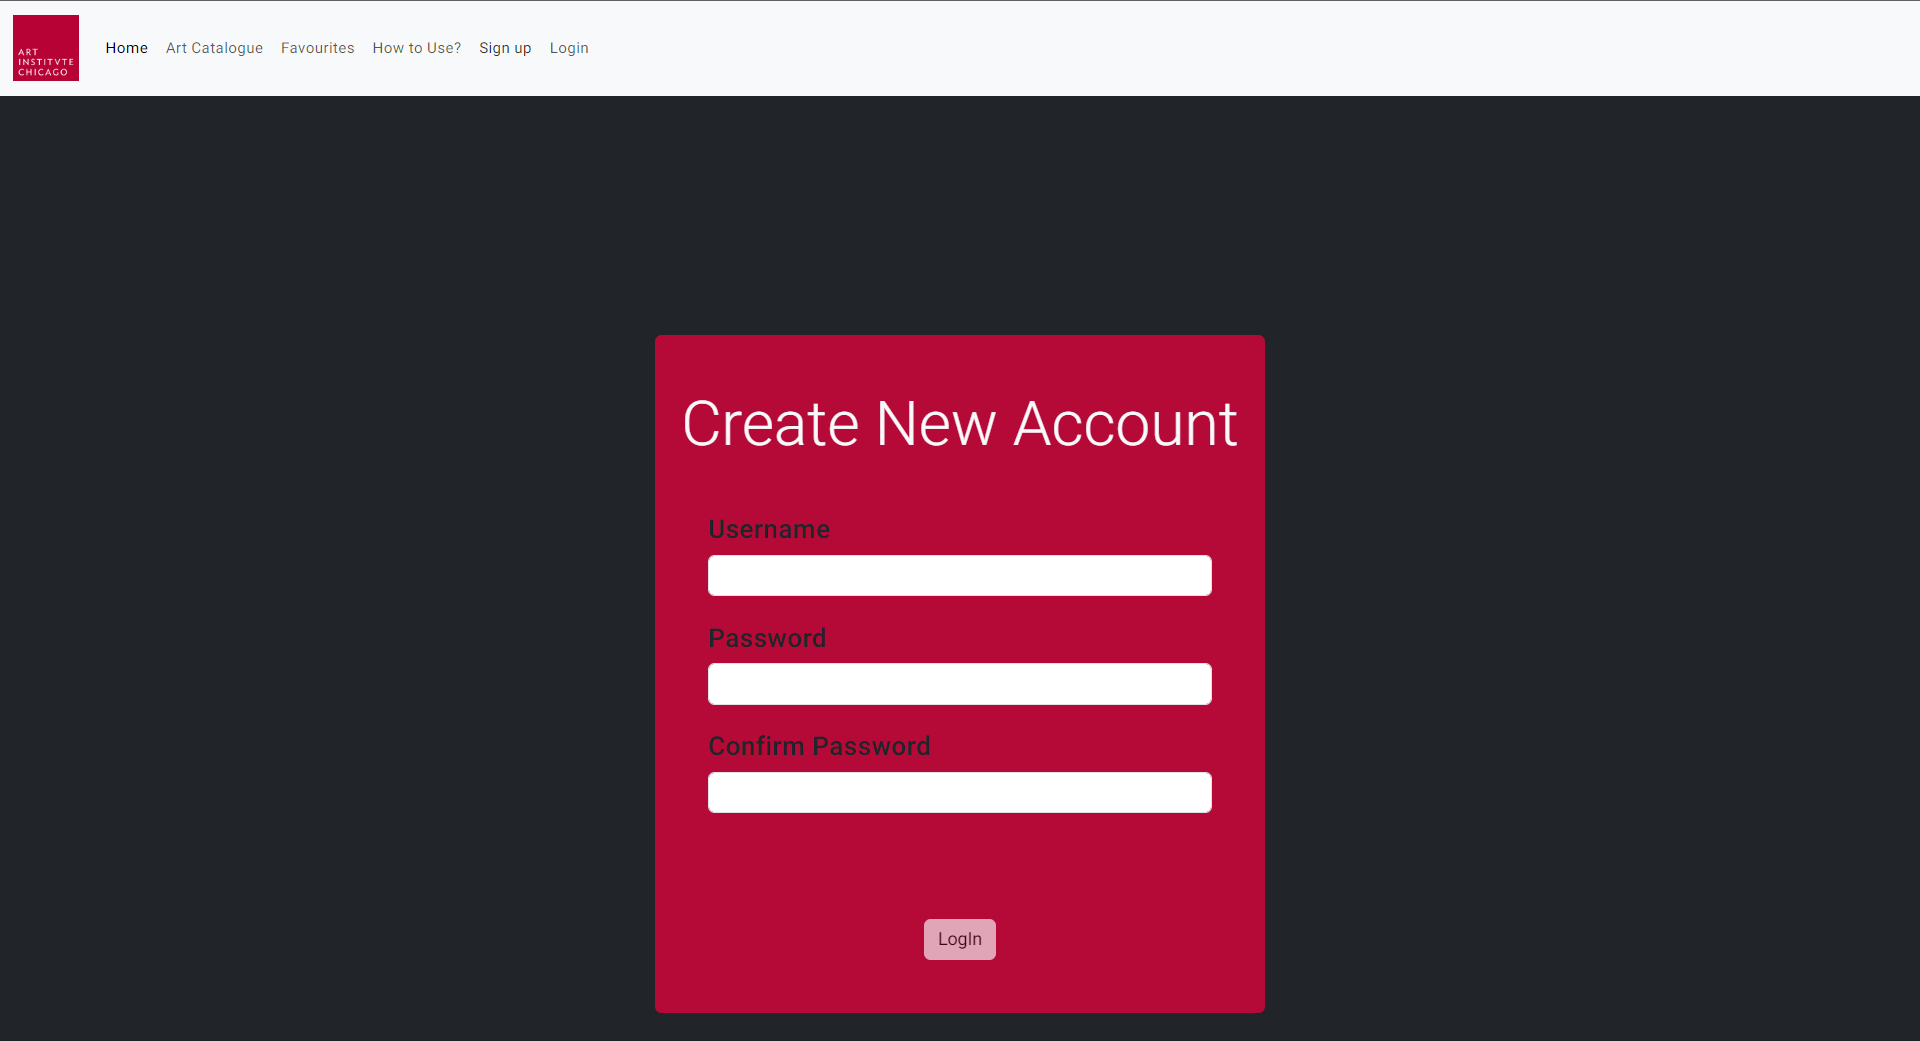 ART
INSTITVTE
CHICAGO
Home Art Catalogue Favourites How to Use? Sign up Login
Create New Account
Username
Password
Confirm Password
LogIn